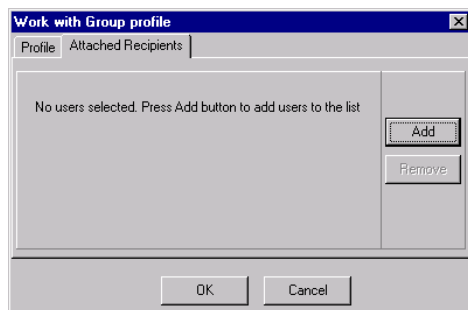 Work with Group profile
Profile Attached Recipients
No users selected. Press Add button to add users to the list
Add
Remove
OK Cancel